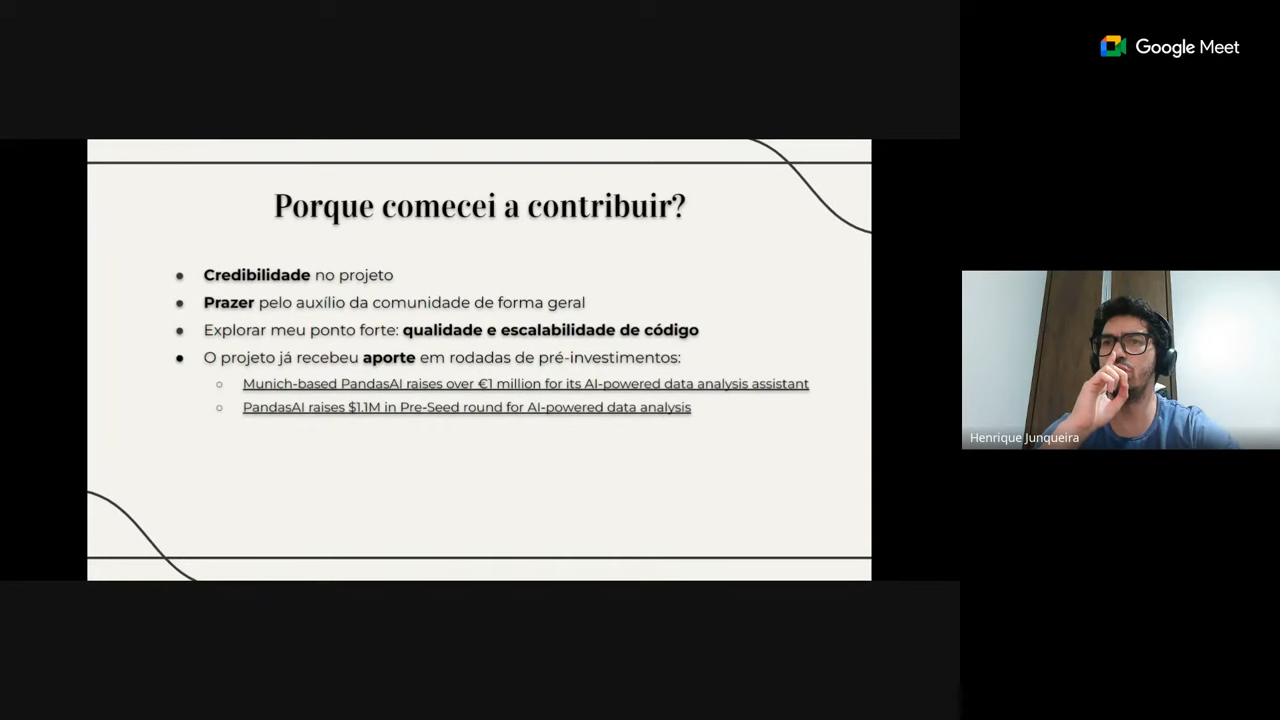 Google Meet
Porque comecei a contribuir?
● Credibilidade no projeto
● Prazer pelo auxílio da comunidade de forma geral
● Explorar meu ponto forte: qualidade e escalabilidade de código
● O projeto já recebeu aporte em rodadas de pré-investimentos:
○ Munich-based PandasAI raises over €1 million for its AI-powered data analysis assistant
○ PandasAI raises $1.1M in Pre-Seed round for AI-powered data analysis
Henrique Junqueira